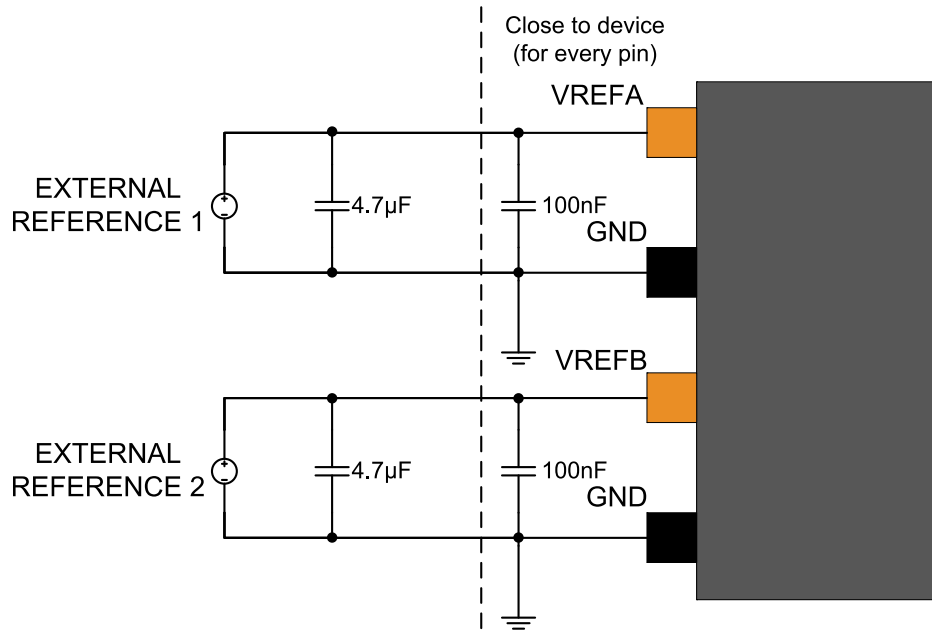 Close to device
(for every pin)
VREFA
EXTERNAL
REFERENCE 1
+
–
4.7µF
100nF
GND
VREFB
EXTERNAL
REFERENCE 2
+
–
4.7µF
100nF
GND